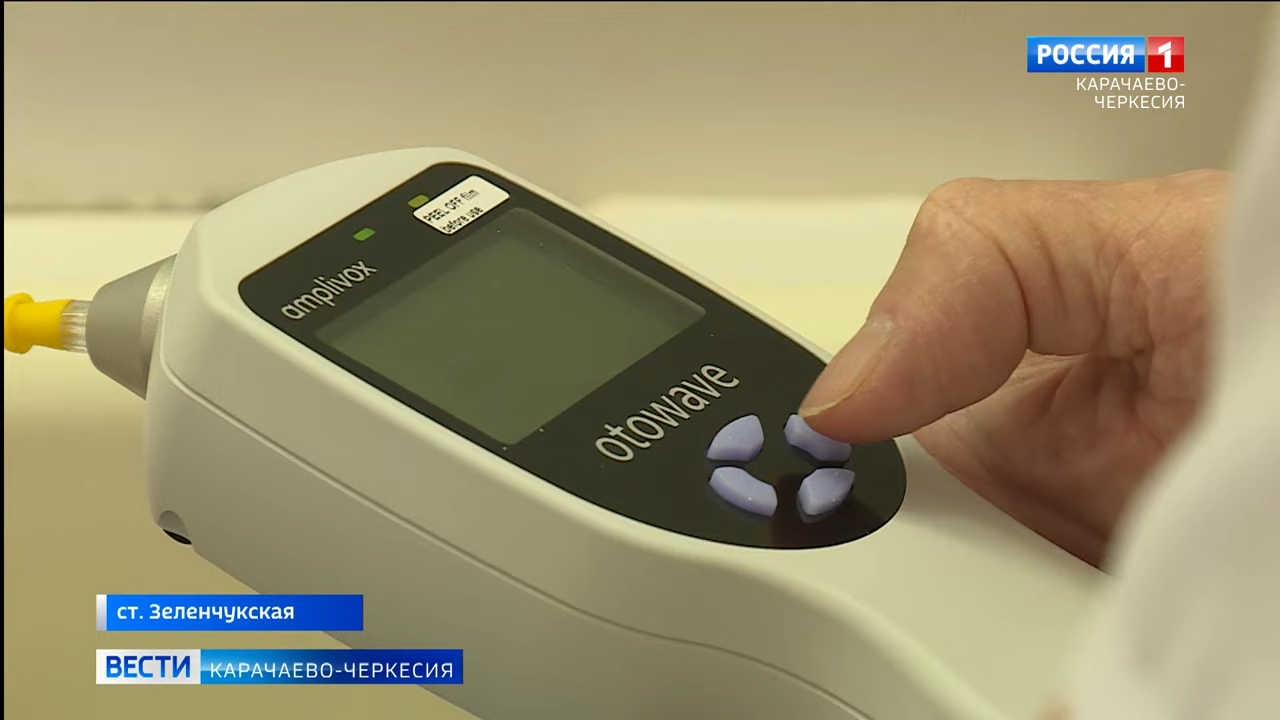 РОССИЯ 1
КАРАЧАЕВО-
ЧЕРКЕСИЯ
PEEL OFF film
before use
amplivox
otowave
ст. Зеленчукская
ВЕСТИ КАРАЧАЕВО-ЧЕРКЕСИЯ